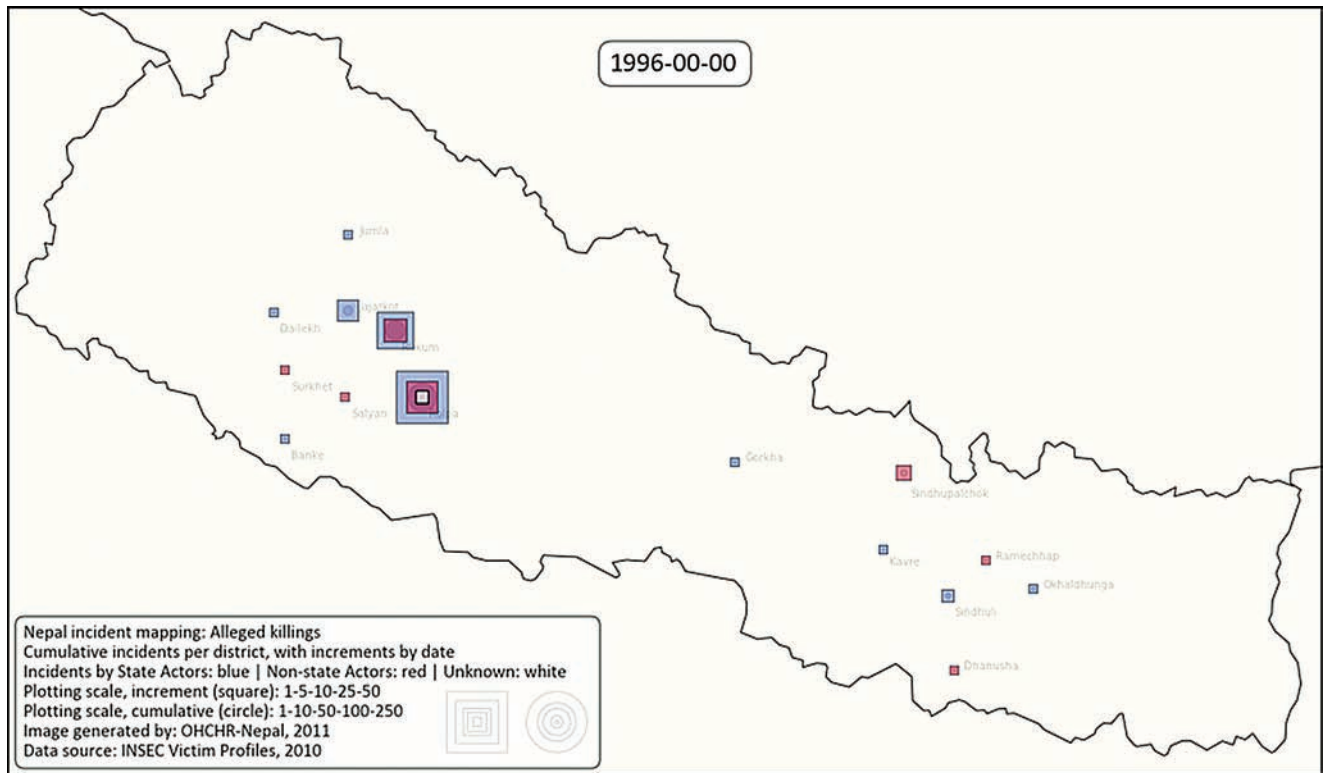 1996-00-00
Jumla
Dailekh
Surkhet
Salyan
Banke
Gorkha
Sindhupalchok
Kavre
Ramechhap
Okhaldhunga
Sindhuli
Dhanusha
Nepal incident mapping: Alleged killings
Cumulative incidents per district, with increments by date
Incidents by State Actors: blue | Non-state Actors: red | Unknown: white
Plotting scale, increment (square): 1-5-10-25-50
Plotting scale, cumulative (circle): 1-10-50-100-250
Image generated by: OHCHR-Nepal, 2011
Data source: INSEC Victim Profiles, 2010